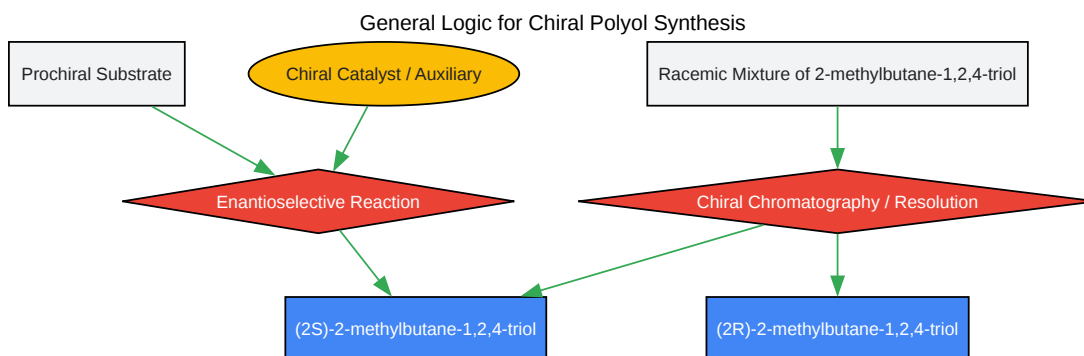 General Logic for Chiral Polyol Synthesis
Prochiral Substrate
Chiral Catalyst / Auxiliary
Racemic Mixture of 2-methylbutane-1,2,4-triol
Enantioselective Reaction
Chiral Chromatography / Resolution
(2S)-2-methylbutane-1,2,4-triol
(2R)-2-methylbutane-1,2,4-triol